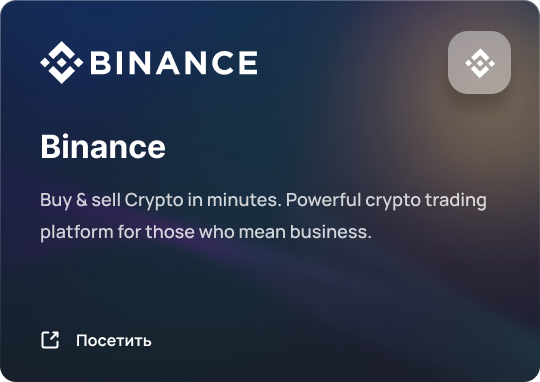 BINANCE
Binance
Buy & sell Crypto in minutes. Powerful crypto trading
platform for those who mean business.
Посетить